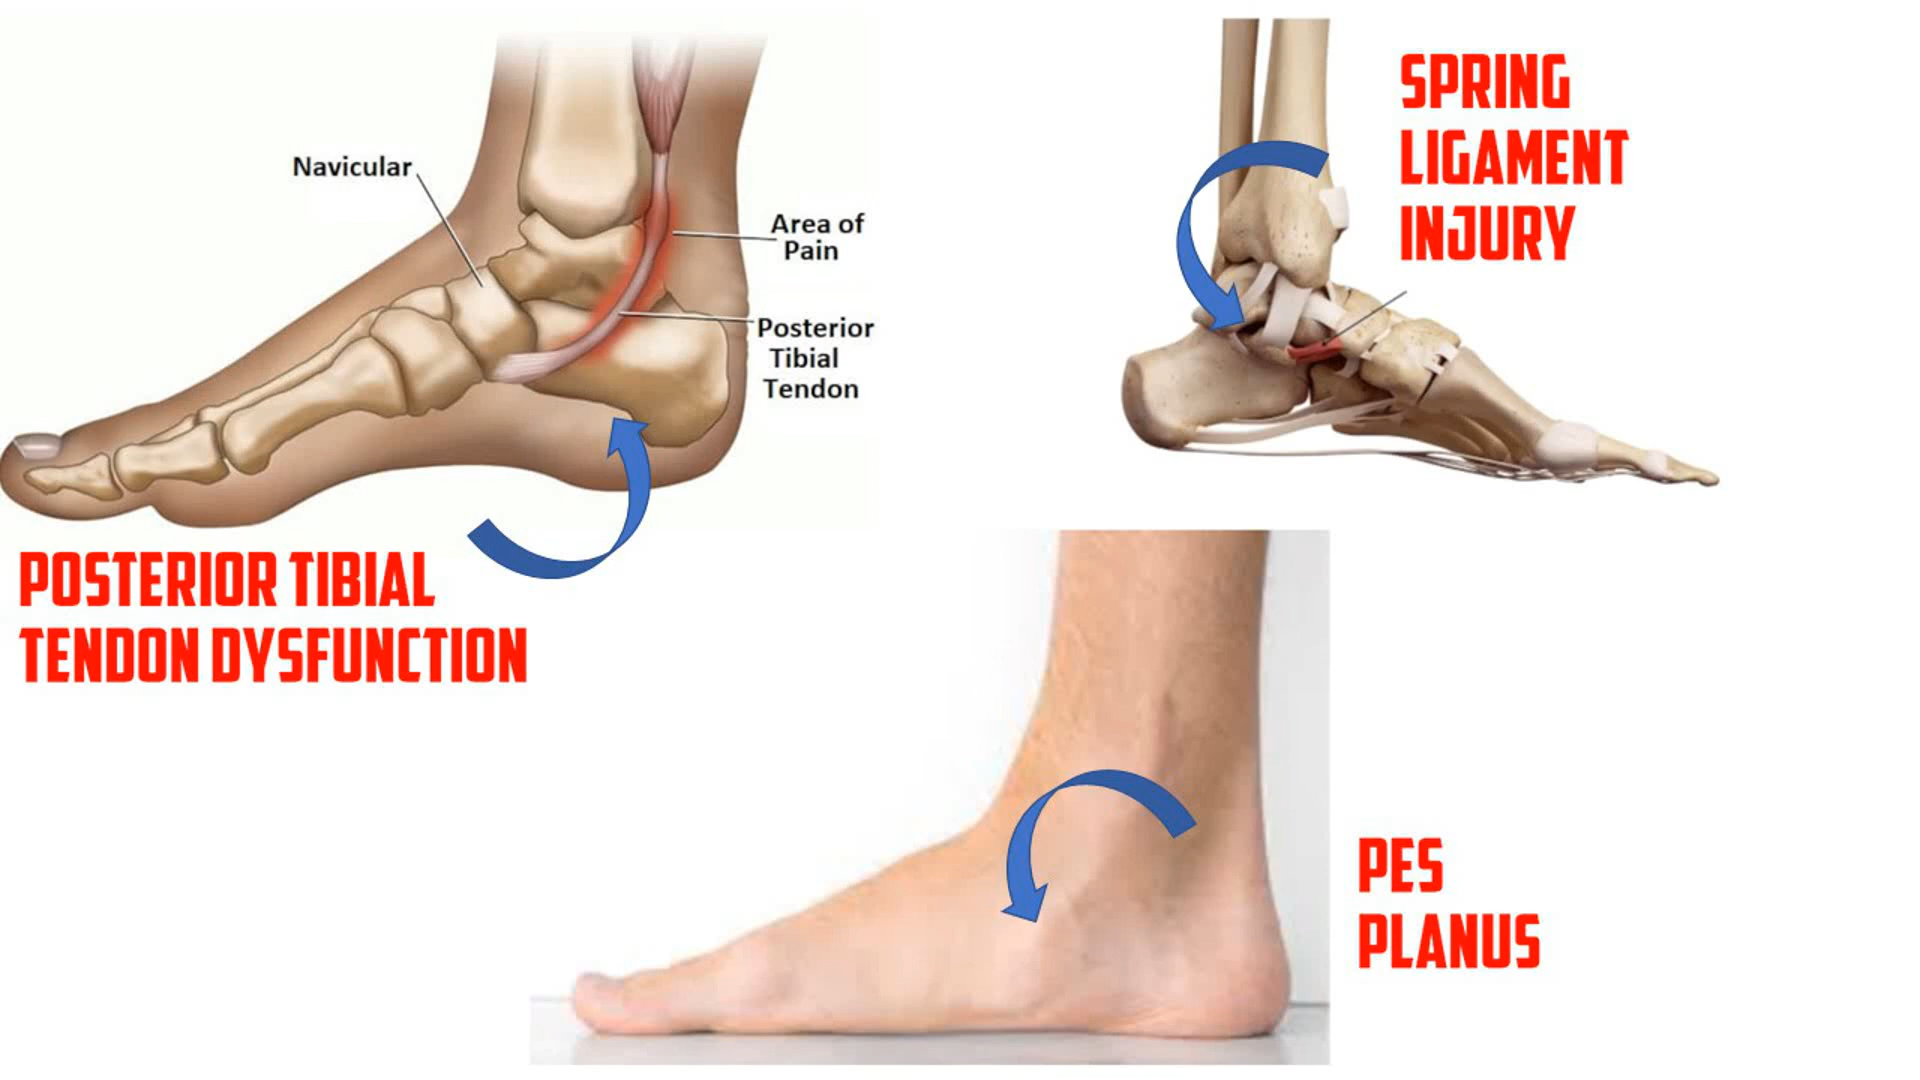 Navicular
Area of
Pain
Posterior
Tibial
Tendon
POSTERIOR TIBIAL
TENDON DYSFUNCTION
SPRING
LIGAMENT
INJURY
PES
PLANUS